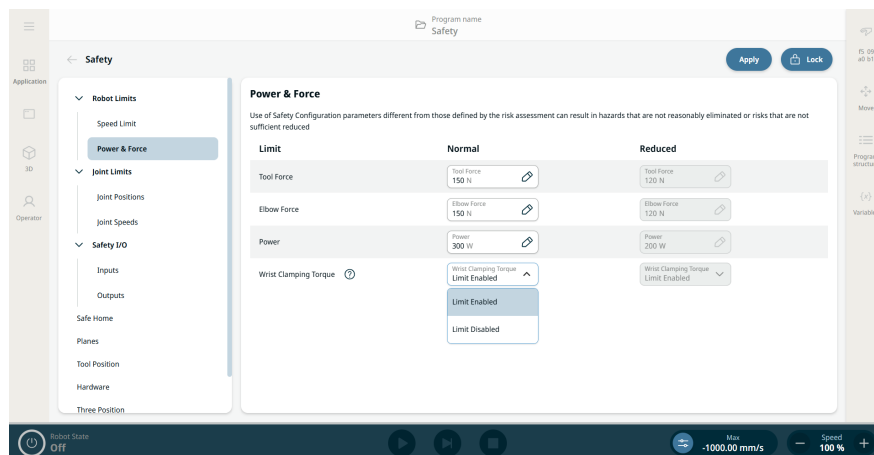 Program name
Safety
Safety
Apply
Lock
Application
3D
Operator
Robot Limits
Speed Limit
Power & Force
Joint Limits
Joint Positions
Joint Speeds
Safety I/O
Inputs
Outputs
Safe Home
Planes
Tool Position
Hardware
Three Position
Power & Force
Use of Safety Configuration parameters different from those defined by the risk assessment can result in hazards that are not reasonably eliminated or risks that are not
sufficient reduced
Limit Normal Reduced
Tool Force
Tool Force
150 N
Tool Force
120 N
Elbow Force
Elbow Force
150 N
Elbow Force
120 N
Power
Power
300 W
Power
200 W
Wrist Clamping Torque ?
Wrist Clamping Torque
Limit Enabled
Wrist Clamping Torque
Limit Enabled
Limit Enabled
Limit Disabled
f5 09
a0 b1
Move
Program
structu
{x}
Variabl
Robot State
Off
Max
-1000.00 mm/s
Speed
100 %